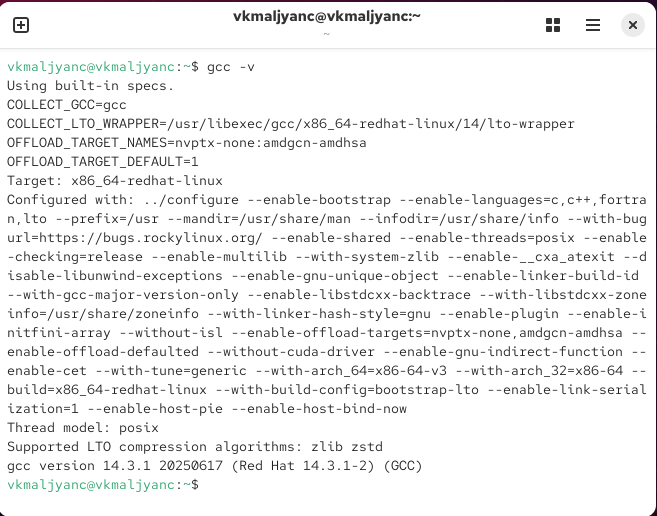 vkmaljyanc@vkmaljyanc:~
~
vkmaljyanc@vkmaljyanc:~$ gcc -v
Using built-in specs.
COLLECT_GCC=gcc
COLLECT_LTO_WRAPPER=/usr/libexec/gcc/x86_64-redhat-linux/14/lto-wrapper
OFFLOAD_TARGET_NAMES=nvptx-none:amdgcn-amdhsa
OFFLOAD_TARGET_DEFAULT=1
Target: x86_64-redhat-linux
Configured with: ../configure --enable-bootstrap --enable-languages=c,c++,fortra
n,lto --prefix=/usr --mandir=/usr/share/man --infodir=/usr/share/info --with-bug
url=https://bugs.rockylinux.org/ --enable-shared --enable-threads=posix --enable
-checking=release --enable-multilib --with-system-zlib --enable-__cxa_atexit --d
isable-libunwind-exceptions --enable-gnu-unique-object --enable-linker-build-id
--with-gcc-major-version-only --enable-libstdcxx-backtrace --with-libstdcxx-zone
info=/usr/share/zoneinfo --with-linker-hash-style=gnu --enable-plugin --enable-i
nitfini-array --without-isl --enable-offload-targets=nvptx-none,amdgcn-amdhsa --
enable-offload-defaulted --without-cuda-driver --enable-gnu-indirect-function --
enable-cet --with-tune=generic --with-arch_64=x86-64-v3 --with-arch_32=x86-64 --
build=x86_64-redhat-linux --with-build-config=bootstrap-lto --enable-link-serial
ization=1 --enable-host-pie --enable-host-bind-now
Thread model: posix
Supported LTO compression algorithms: zlib zstd
gcc version 14.3.1 20250617 (Red Hat 14.3.1-2) (GCC)
vkmaljyanc@vkmaljyanc:~$